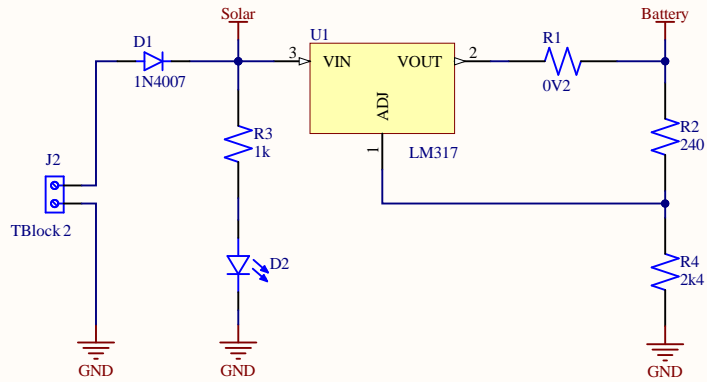 Solar
Battery
D1
1N4007
U1
3
VIN
VOUT
2
ADJ
1
LM317
R1
0V2
R3
1k
R2
240
J2
TBlock 2
D2
R4
2k4
GND
GND
GND